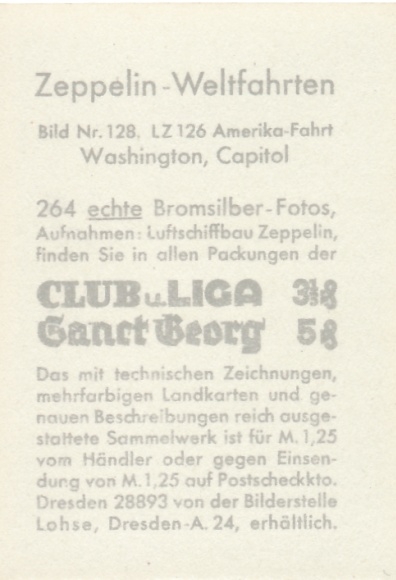 Zeppelin-Weltfahrten
Bild Nr. 128. LZ 126 Amerika-Fahrt
Washington, Capitol
264 echte Bromsilber-Fotos,
Aufnahmen: Luftschiffbau Zeppelin,
finden Sie in allen Packungen der
CLUB u. LIGA 3⅓ ₰
Sanct Georg 5 ₰
Das mit technischen Zeichnungen,
mehrfarbigen Landkarten und ge-
nauen Beschreibungen reich ausge-
stattete Sammelwerk ist für M. 1,25
vom Händler oder gegen Einsen-
dung von M. 1,25 auf Postscheckkto.
Dresden 28893 von der Bilderstelle
Lohse, Dresden-A. 24, erhältlich.